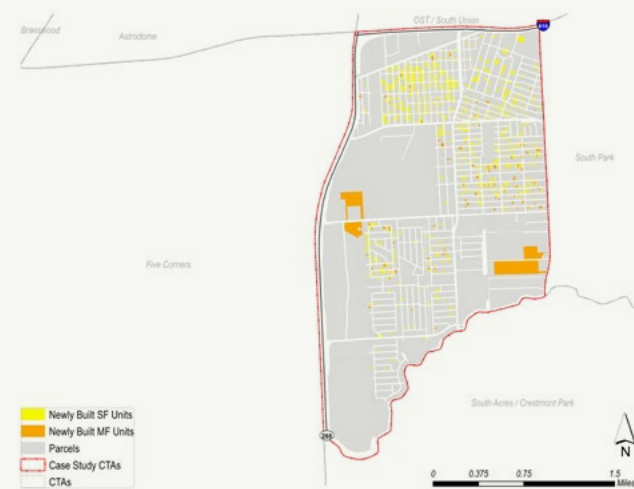 OST / South Union
Braeswood
Astrodome
610
South Park
Five Corners
South Acres / Crestmont Park
288
Newly Built SF Units
Newly Built MF Units
Parcels
Case Study CTAs
CTAs
N
0 0.375 0.75 1.5
Miles